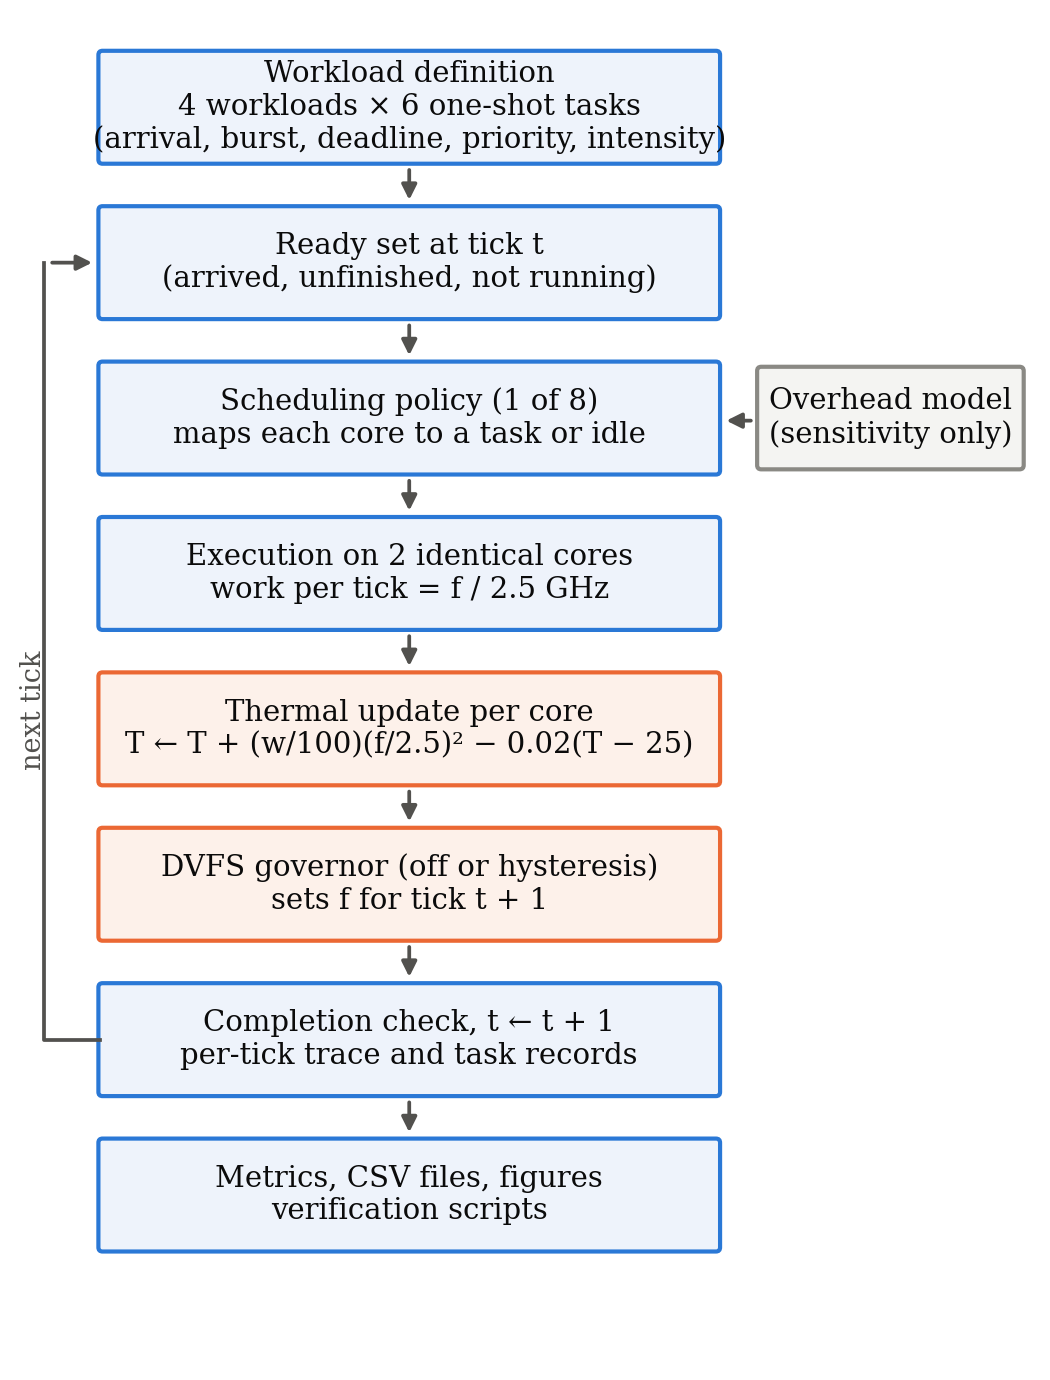 Workload definition
4 workloads × 6 one-shot tasks
(arrival, burst, deadline, priority, intensity)
Ready set at tick t
(arrived, unfinished, not running)
Scheduling policy (1 of 8)
maps each core to a task or idle
Overhead model
(sensitivity only)
Execution on 2 identical cores
work per tick = f / 2.5 GHz
Thermal update per core
T ← T + (w/100)(f/2.5)² − 0.02(T − 25)
DVFS governor (off or hysteresis)
sets f for tick t + 1
Completion check, t ← t + 1
per-tick trace and task records
next tick
Metrics, CSV files, figures
verification scripts